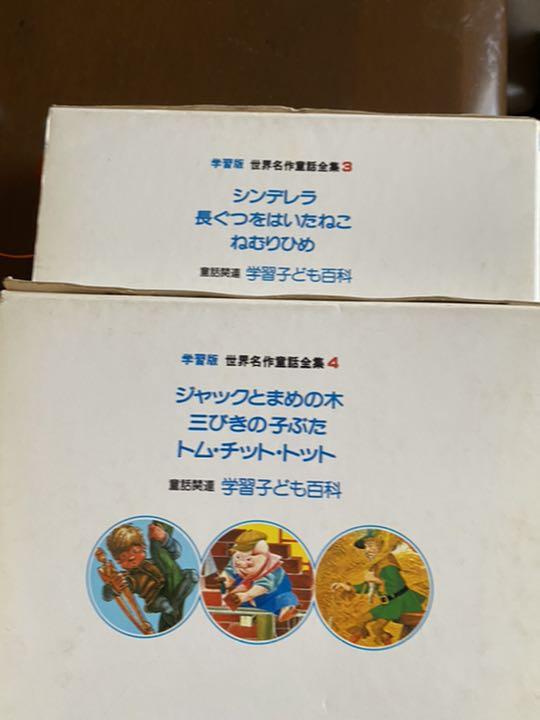 学習版 世界名作童話全集3
シンデレラ
長ぐつをはいたねこ
ねむりひめ
童話関連 学習子ども百科
学習版 世界名作童話全集4
ジャックとまめの木
三びきの子ぶた
トム・チット・トット
童話関連 学習子ども百科